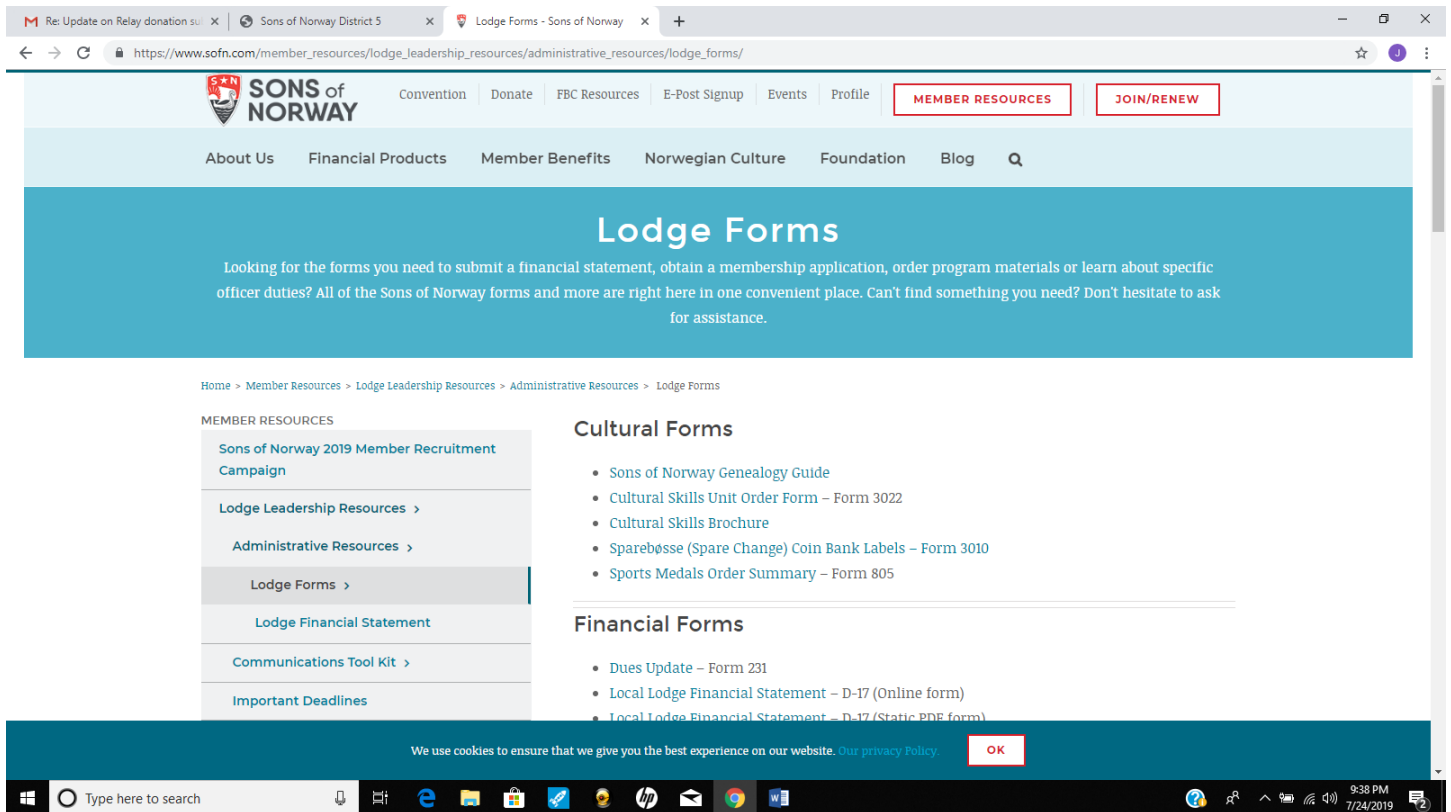 Re: Update on Relay donation su
Sons of Norway District 5
Lodge Forms - Sons of Norway
https://www.sofn.com/member_resources/lodge_leadership_resources/administrative_resources/lodge_forms/
J
S N
SONS of
NORWAY
Convention
Donate
FBC Resources
E-Post Signup
Events
Profile
MEMBER RESOURCES
JOIN/RENEW
About Us
Financial Products
Member Benefits
Norwegian Culture
Foundation
Blog
Lodge Forms
Looking for the forms you need to submit a financial statement, obtain a membership application, order program materials or learn about specific
officer duties? All of the Sons of Norway forms and more are right here in one convenient place. Can't find something you need? Don't hesitate to ask
for assistance.
Home > Member Resources > Lodge Leadership Resources > Administrative Resources > Lodge Forms
MEMBER RESOURCES
Sons of Norway 2019 Member Recruitment
Campaign
Lodge Leadership Resources >
Administrative Resources >
Lodge Forms >
Lodge Financial Statement
Communications Tool Kit >
Important Deadlines
Cultural Forms
• Sons of Norway Genealogy Guide
• Cultural Skills Unit Order Form – Form 3022
• Cultural Skills Brochure
• Sparebøsse (Spare Change) Coin Bank Labels – Form 3010
• Sports Medals Order Summary – Form 805
Financial Forms
• Dues Update – Form 231
• Local Lodge Financial Statement – D-17 (Online form)
• Local Lodge Financial Statement – D-17 (Static PDF form)
We use cookies to ensure that we give you the best experience on our website. Our privacy Policy.
OK
Type here to search
hp
9:38 PM
7/24/2019
2